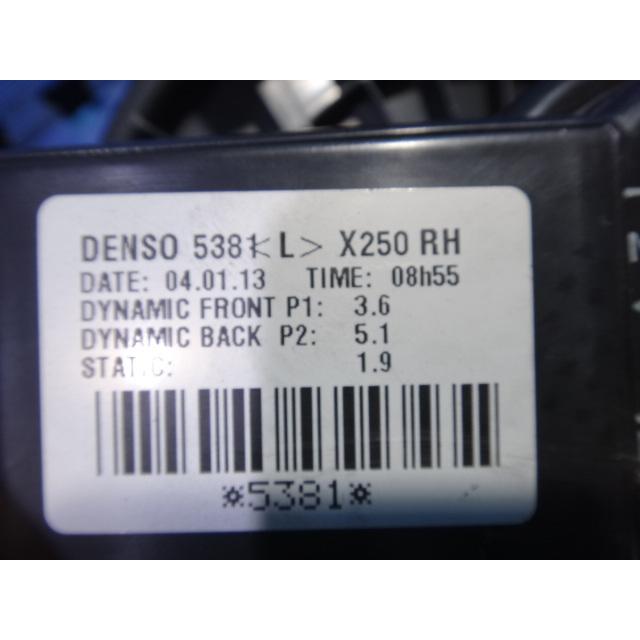 DENSO 5381<L> X250 RH
DATE: 04.01.13 TIME: 08h55
DYNAMIC FRONT P1: 3.6
DYNAMIC BACK P2: 5.1
STATIC: 1.9
*5381*